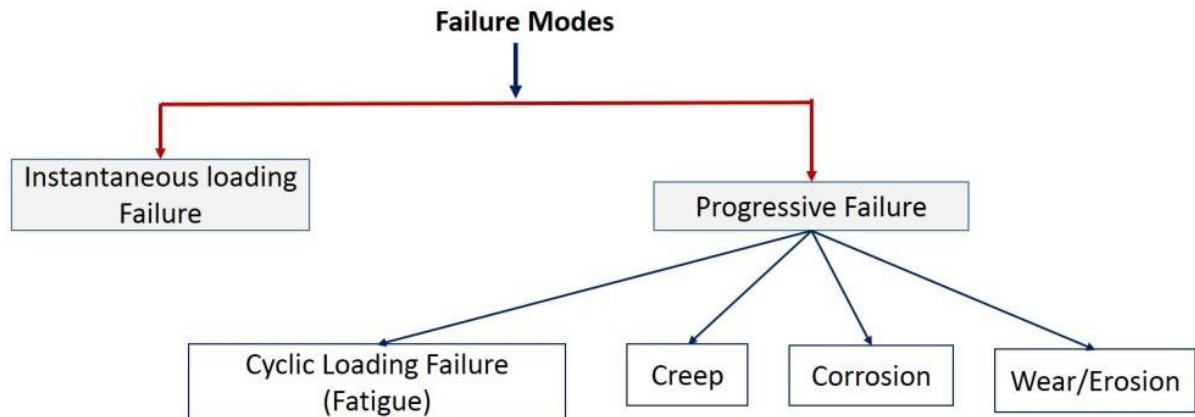 Failure Modes
Instantaneous loading
Failure
Progressive Failure
Cyclic Loading Failure
(Fatigue)
Creep
Corrosion
Wear/Erosion